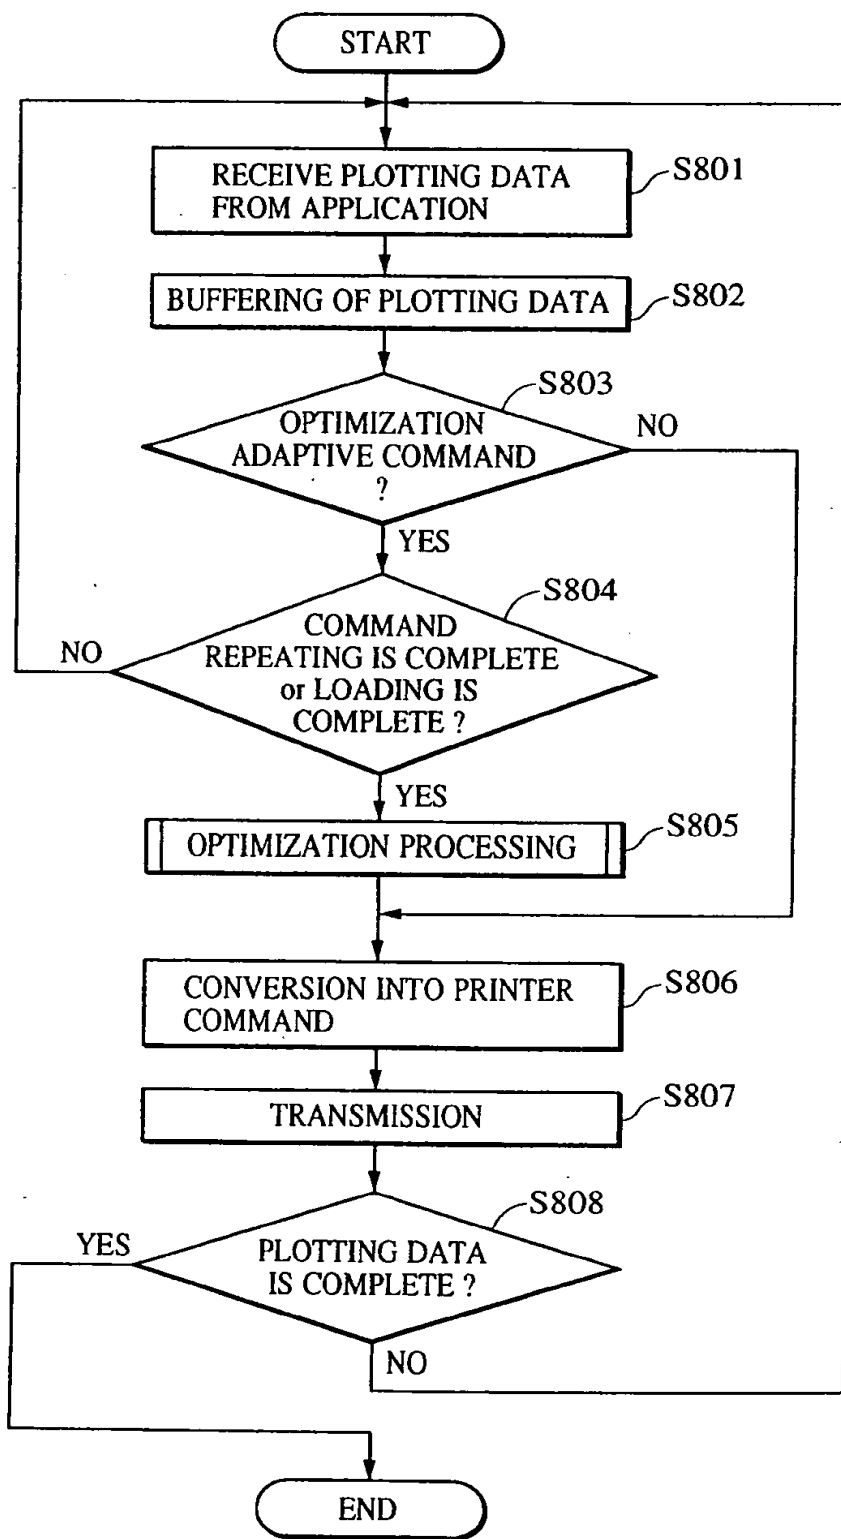 START
RECEIVE PLOTTING DATA
FROM APPLICATION
S801
BUFFERING OF PLOTTING DATA
S802
S803
OPTIMIZATION
ADAPTIVE COMMAND
?
NO
YES
S804
COMMAND
REPEATING IS COMPLETE
or LOADING IS
COMPLETE ?
NO
YES
OPTIMIZATION PROCESSING
S805
CONVERSION INTO PRINTER
COMMAND
S806
TRANSMISSION
S807
S808
YES
PLOTTING DATA
IS COMPLETE ?
NO
END